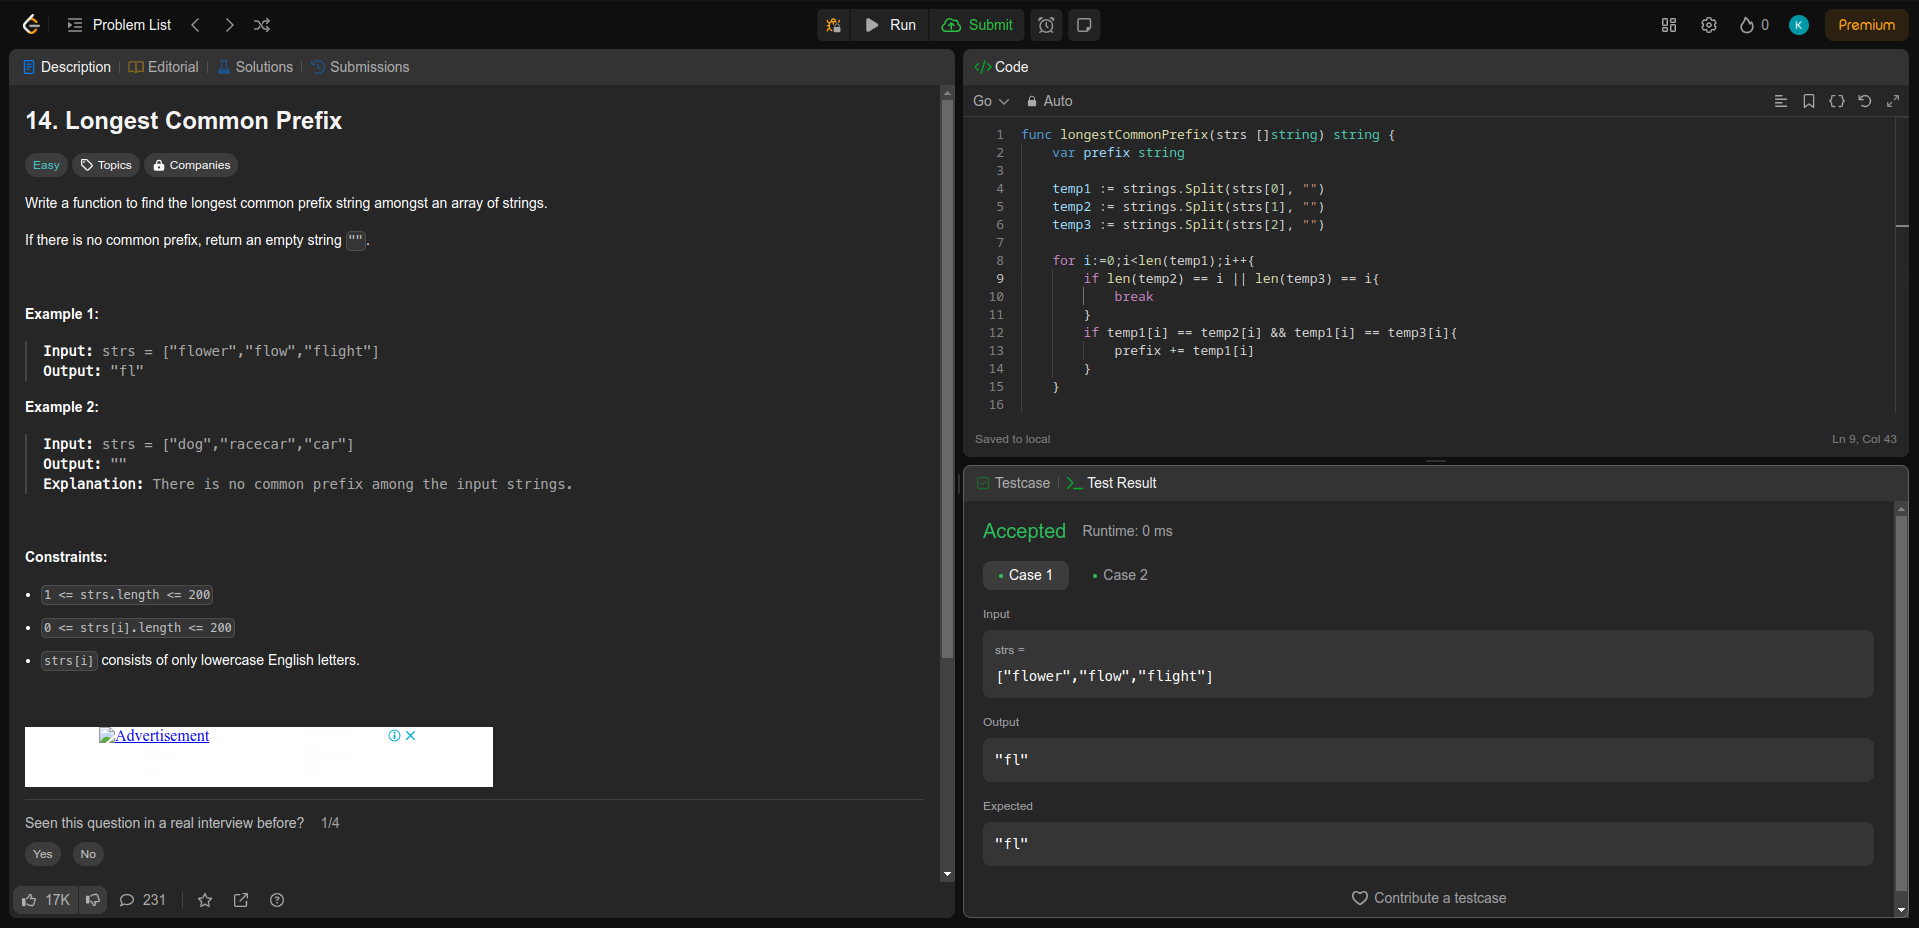 Problem List
Run
Submit
0
K
Premium
Description
Editorial
Solutions
Submissions
14. Longest Common Prefix
Easy
Topics
Companies
Write a function to find the longest common prefix string amongst an array of strings.
If there is no common prefix, return an empty string "".
Example 1:
Input: strs = ["flower","flow","flight"]
Output: "fl"
Example 2:
Input: strs = ["dog","racecar","car"]
Output: ""
Explanation: There is no common prefix among the input strings.
Constraints:
• 1 <= strs.length <= 200
• 0 <= strs[i].length <= 200
• strs[i] consists of only lowercase English letters.
Advertisement
Seen this question in a real interview before? 1/4
Yes
No
17K
231
</> Code
Go
Auto
1 func longestCommonPrefix(strs []string) string {
2     var prefix string
3
4     temp1 := strings.Split(strs[0], "")
5     temp2 := strings.Split(strs[1], "")
6     temp3 := strings.Split(strs[2], "")
7
8     for i:=0;i<len(temp1);i++{
9         if len(temp2) == i || len(temp3) == i{
10             break
11         }
12         if temp1[i] == temp2[i] && temp1[i] == temp3[i]{
13             prefix += temp1[i]
14         }
15     }
16
Saved to local
Ln 9, Col 43
Testcase
Test Result
Accepted
Runtime: 0 ms
• Case 1
• Case 2
Input
strs =
["flower","flow","flight"]
Output
"fl"
Expected
"fl"
Contribute a testcase